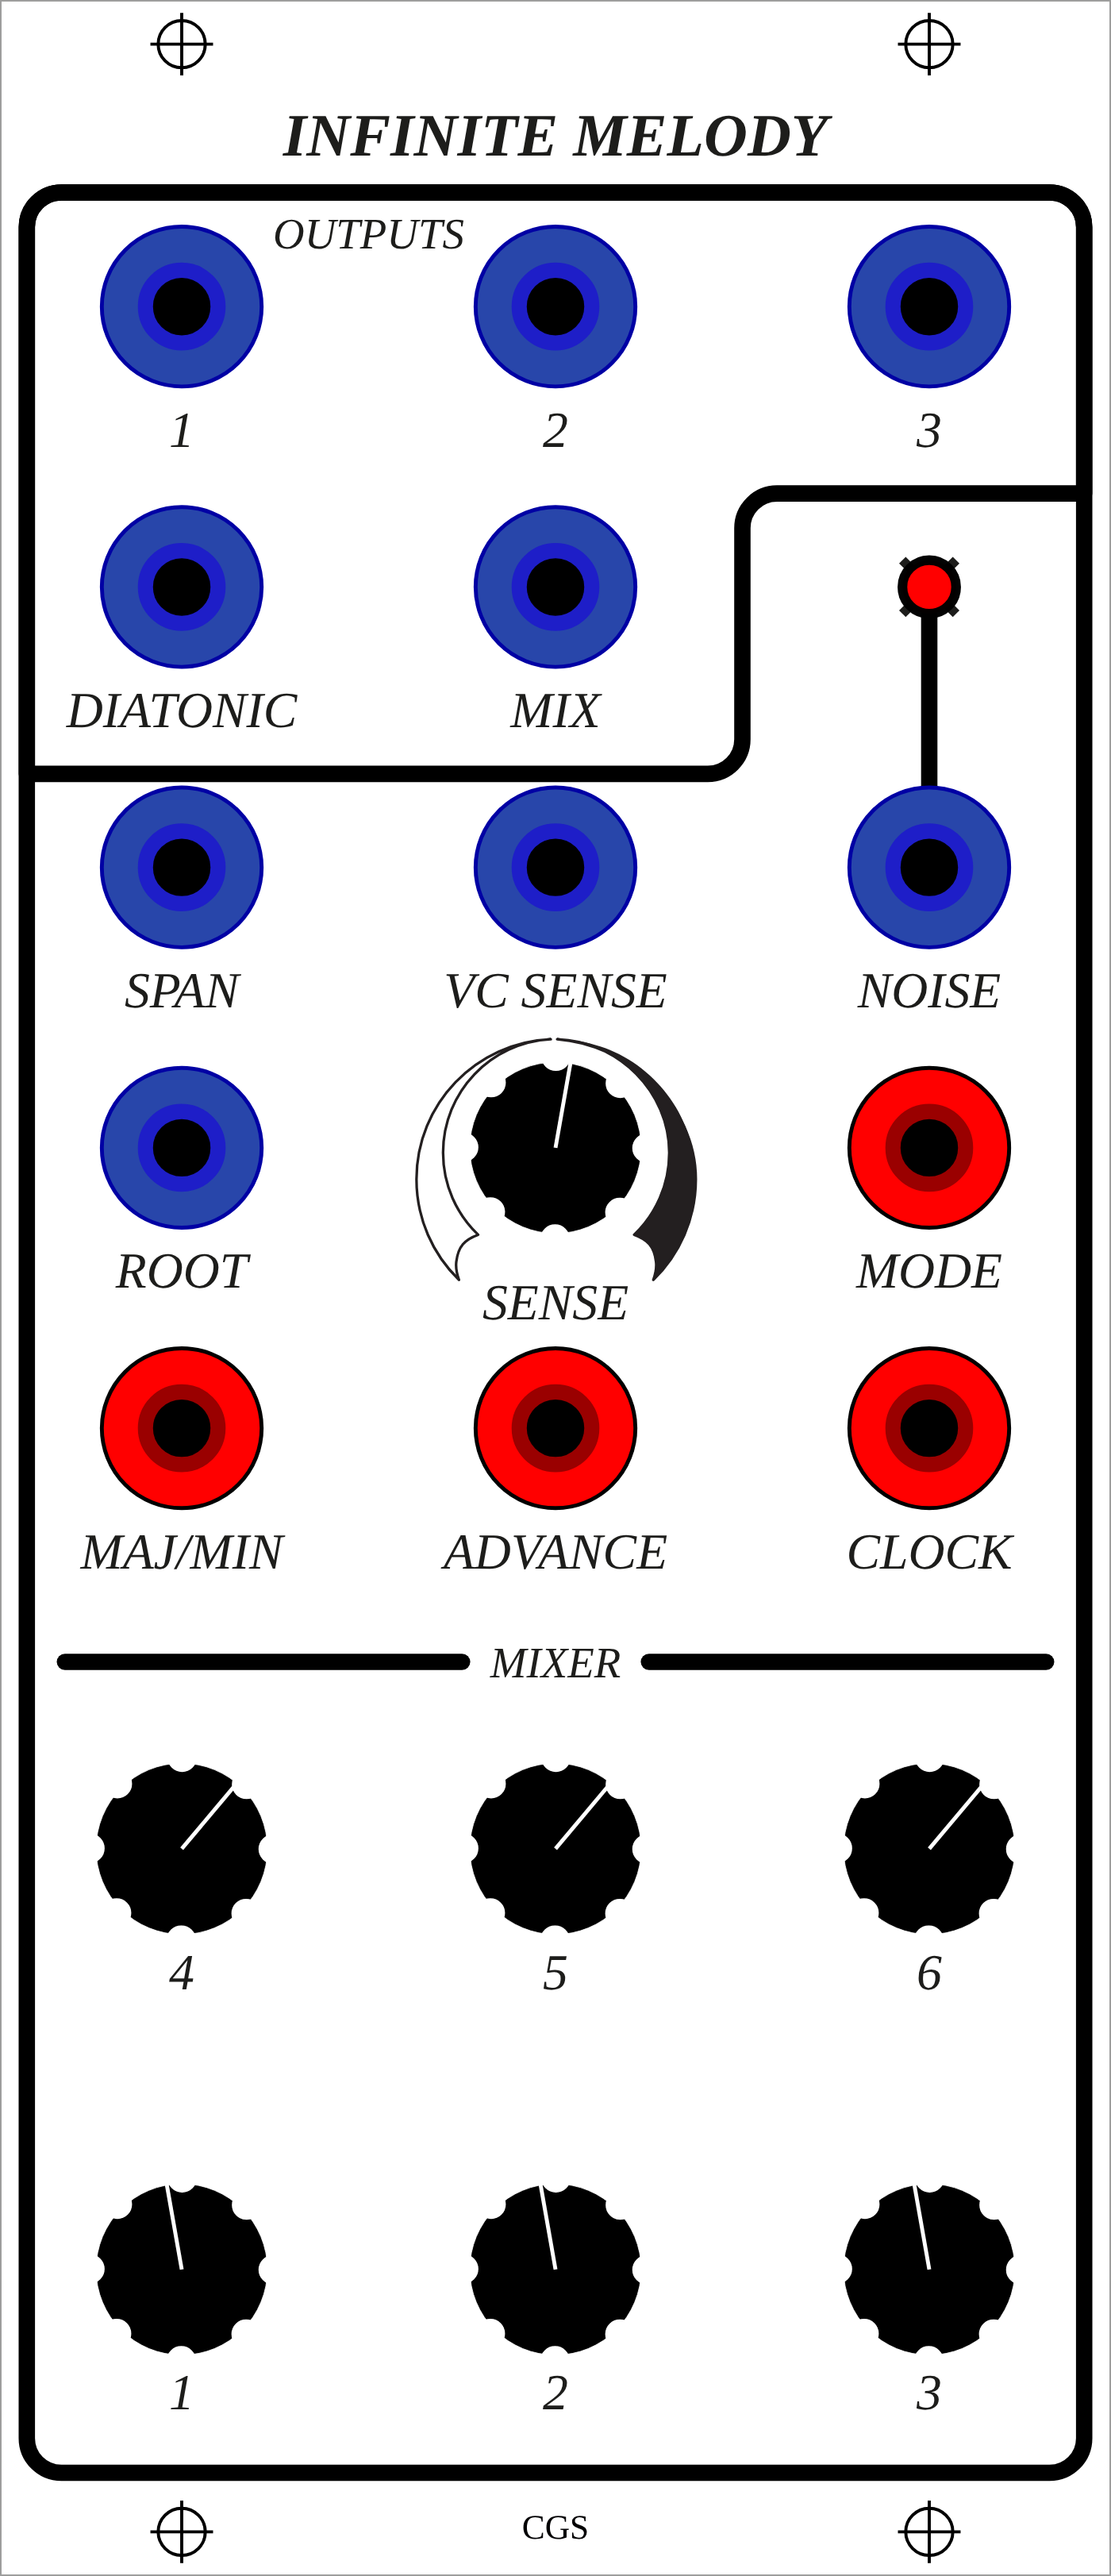 INFINITE MELODY
OUTPUTS
1 2 3
DIATONIC MIX
SPAN VC SENSE NOISE
ROOT MODE
SENSE
MAJ/MIN ADVANCE CLOCK
MIXER
4 5 6
1 2 3
CGS